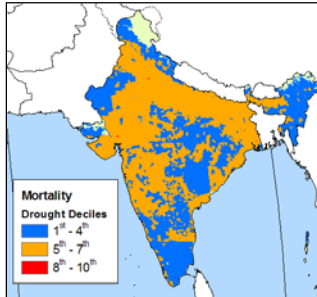 Mortality
Drought Deciles
1st - 4th
5th - 7th
8th - 10th